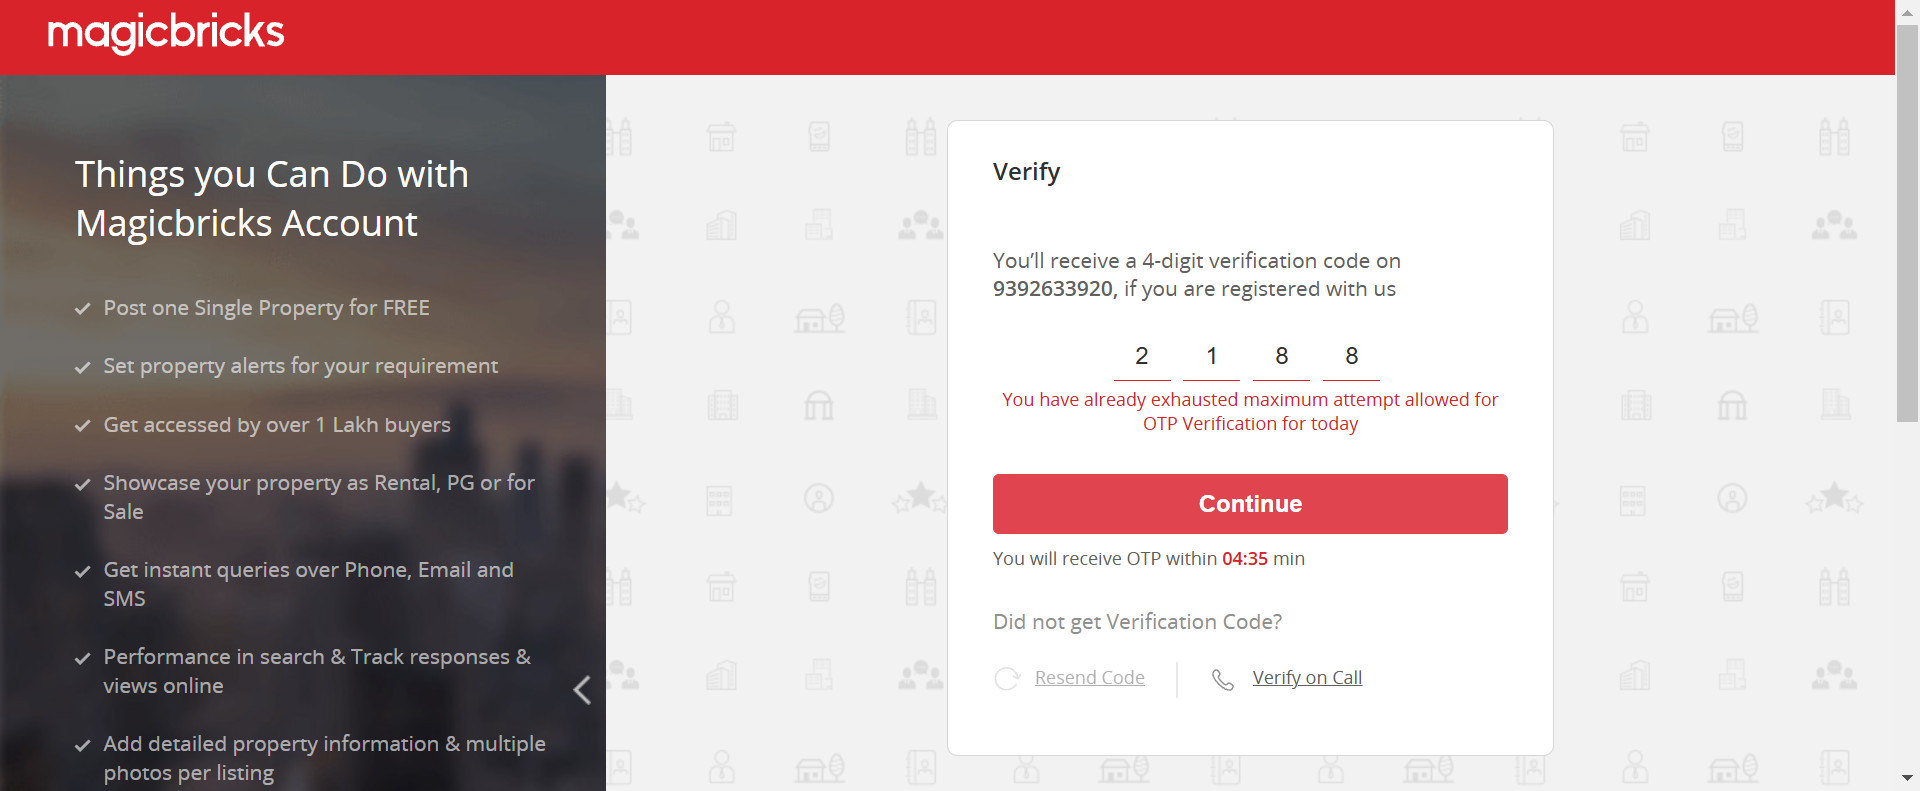 magicbricks
Things you Can Do with
Magicbricks Account
Post one Single Property for FREE
Set property alerts for your requirement
Get accessed by over 1 Lakh buyers
Showcase your property as Rental, PG or for
Sale
Get instant queries over Phone, Email and
SMS
Performance in search & Track responses &
views online
Add detailed property information & multiple
photos per listing
Verify
You’ll receive a 4-digit verification code on
9392633920, if you are registered with us
2 1 8 8
You have already exhausted maximum attempt allowed for
OTP Verification for today
Continue
You will receive OTP within 04:35 min
Did not get Verification Code?
Resend Code
Verify on Call